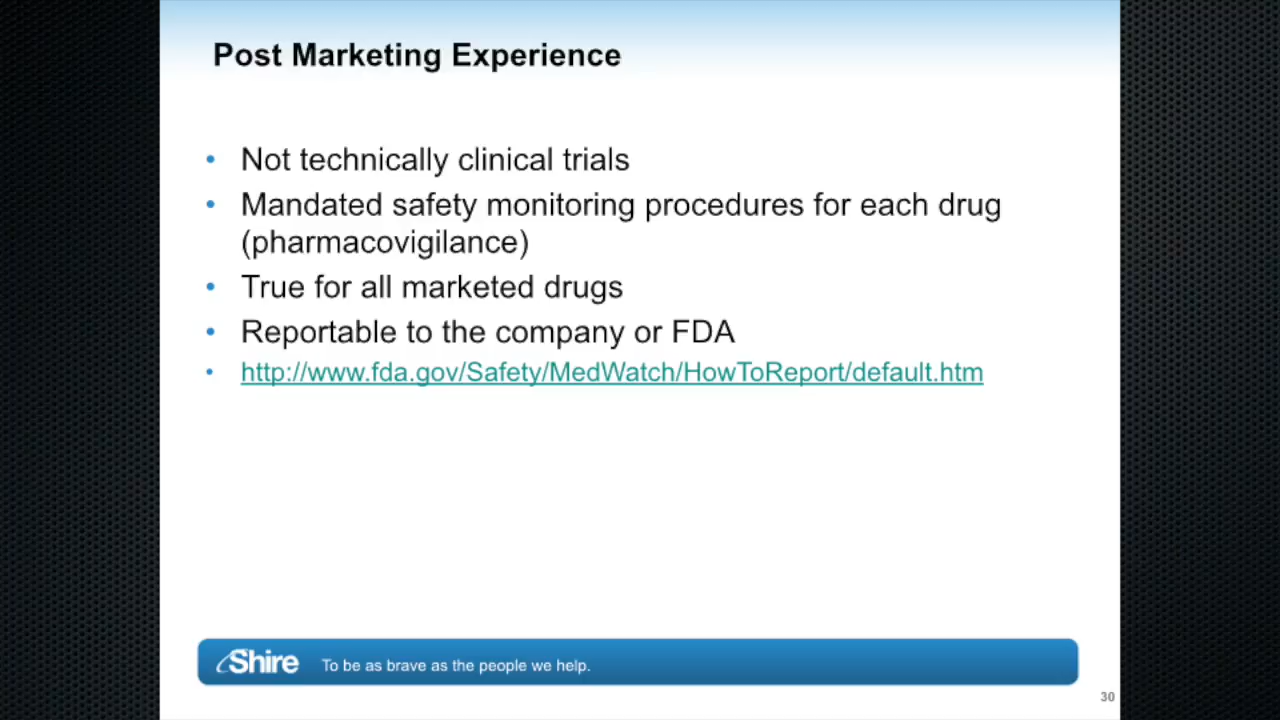 Post Marketing Experience
• Not technically clinical trials
• Mandated safety monitoring procedures for each drug
(pharmacovigilance)
• True for all marketed drugs
• Reportable to the company or FDA
• http://www.fda.gov/Safety/MedWatch/HowToReport/default.htm
Shire To be as brave as the people we help.
30